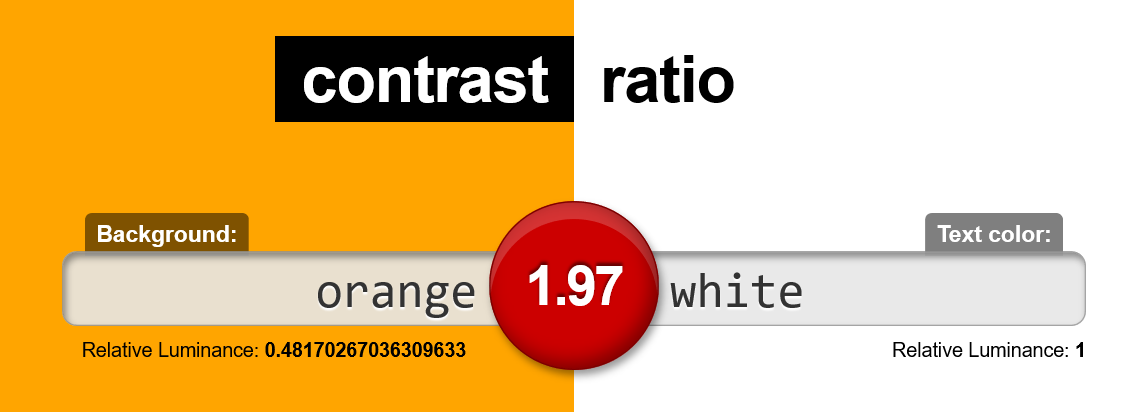 contrast ratio
Background:
Text color:
orange
1.97
white
Relative Luminance: 0.48170267036309633
Relative Luminance: 1